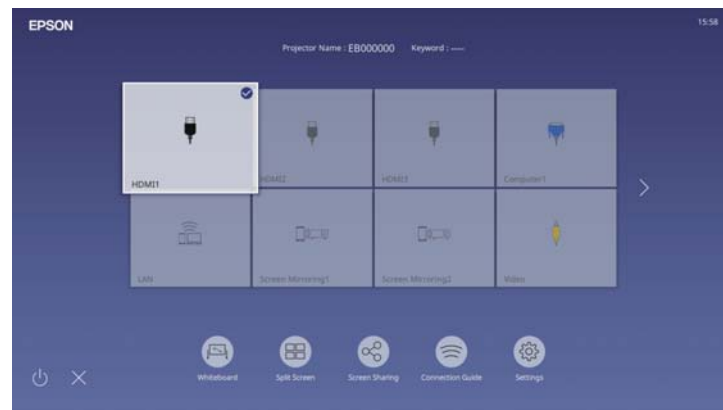 EPSON
15:58
Projector Name : EB000000 Keyword : ----
HDMI1
HDMI2
HDMI3
Computer1
LAN
Screen Mirroring1
Screen Mirroring2
Video
Whiteboard
Split Screen
Screen Sharing
Connection Guide
Settings